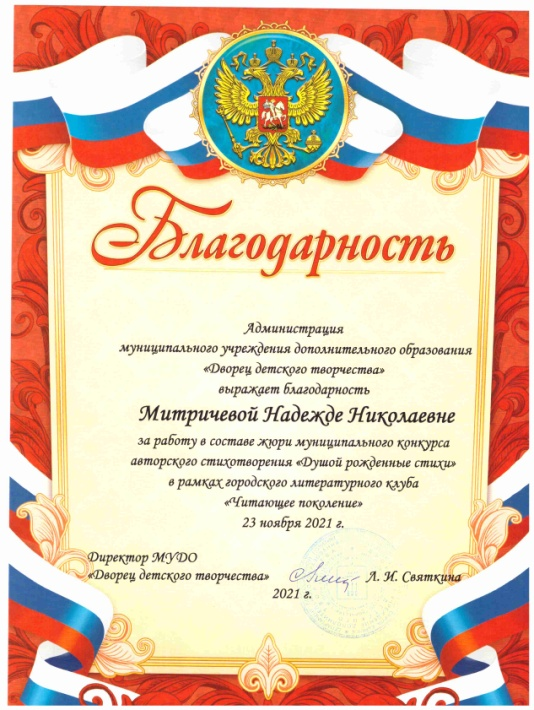 Благодарность
Администрация
муниципального учреждения дополнительного образования
«Дворец детского творчества»
выражает благодарность
Митричевой Надежде Николаевне
за работу в составе жюри муниципального конкурса
авторского стихотворения «Душой рожденные стихи»
в рамках городского литературного клуба
«Читающее поколение»
23 ноября 2021 г.
Директор МУДО
«Дворец детского творчества» Л. И. Святкина
2021 г.